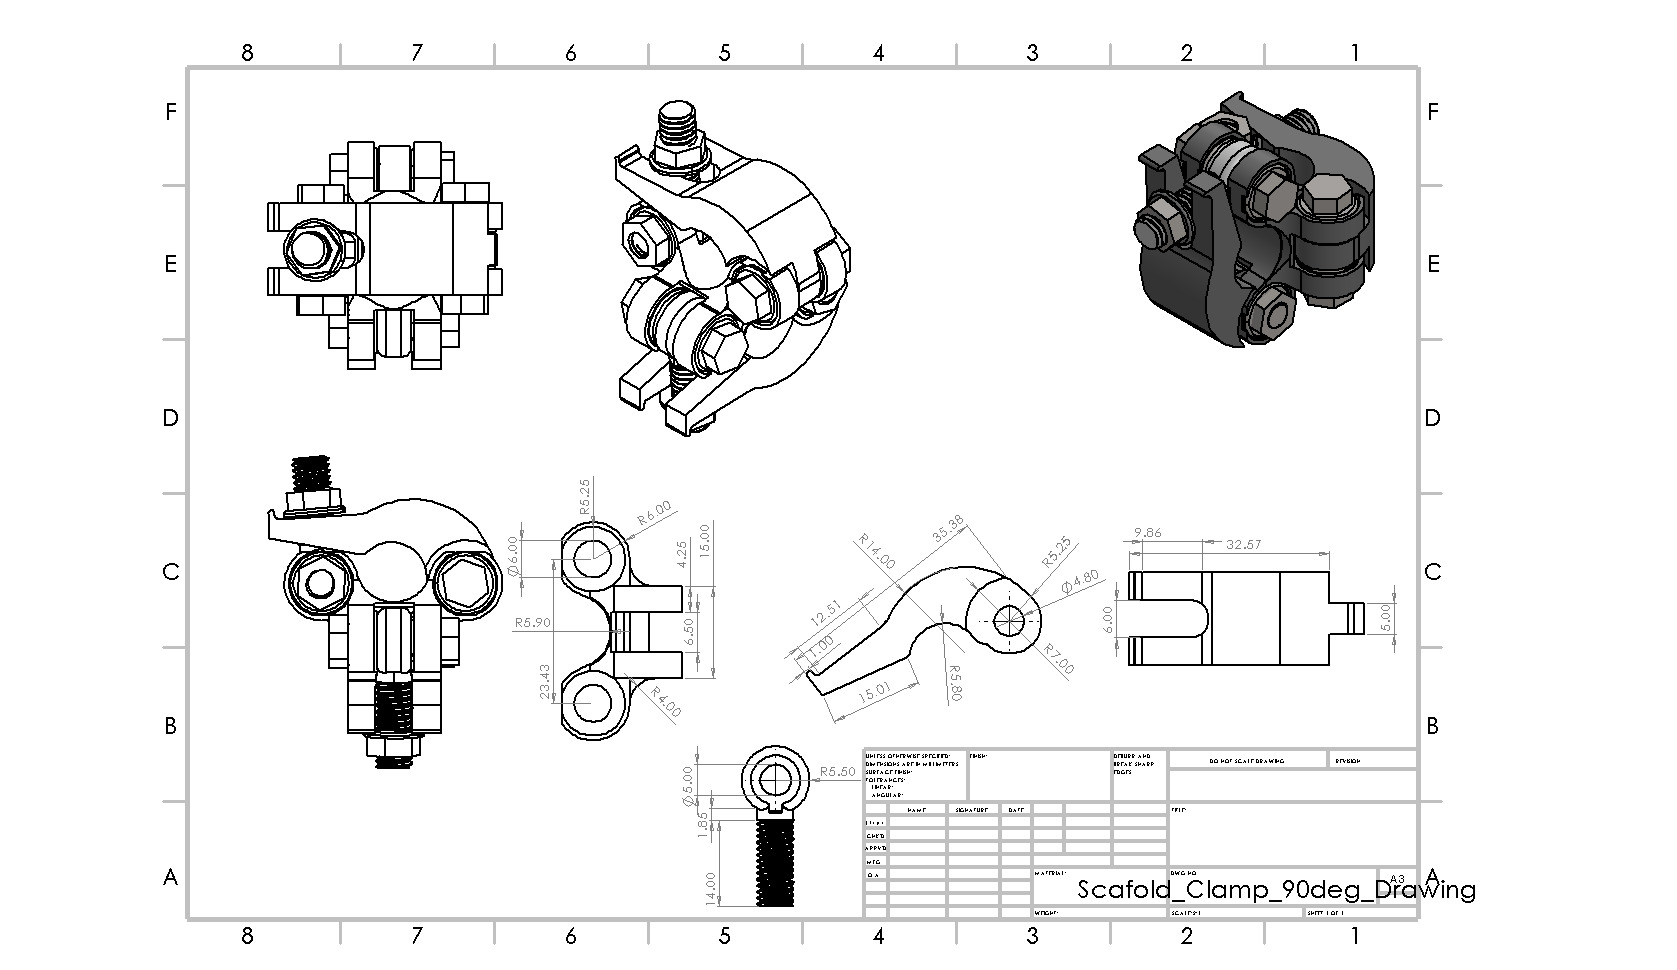 8 7 6 5 4 3 2 1
F F
E E
D D
C C
B B
A A
R5.25
R6.00
Ø6.00
4.25
15.00
R5.90
6.50
23.43
R4.00
R14.00
35.38
R5.25
Ø4.80
12.51
1.00
15.01
R5.80
R7.00
9.86
32.57
6.00
5.00
Ø5.00
R5.50
1.85
14.00
UNLESS OTHERWISE SPECIFIED:
DIMENSIONS ARE IN MILLIMETERS
SURFACE FINISH:
TOLERANCES:
LINEAR:
ANGULAR:
FINISH:
DEBURR AND
BREAK SHARP
EDGES
DO NOT SCALE DRAWING
REVISION
NAME SIGNATURE DATE
TITLE:
CHK'D
APPV'D
MFG
Q.A
MATERIAL:
DWG NO.
A3
Scafold_Clamp_90deg_Drawing
WEIGHT:
SHEET 1 OF 1
8 7 6 5 4 3 2 1